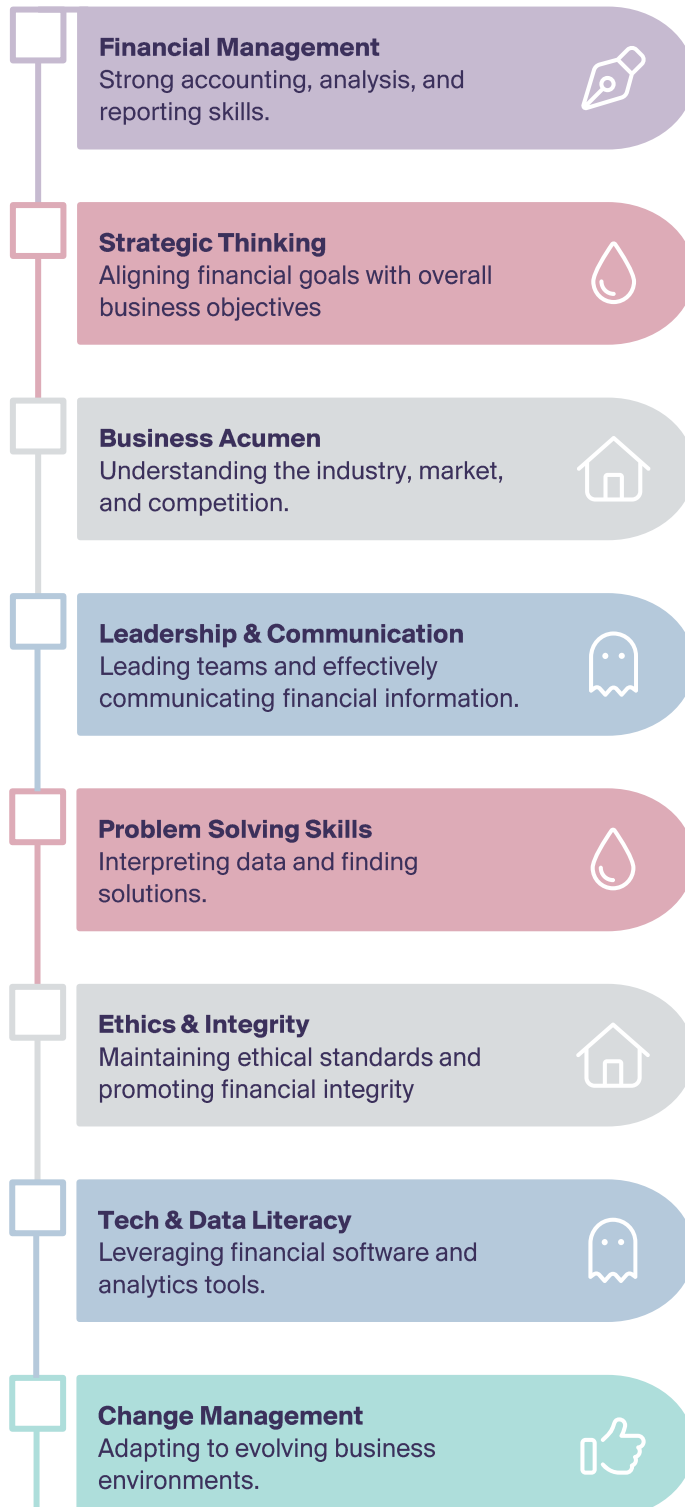 Financial Management
Strong accounting, analysis, and
reporting skills.
Strategic Thinking
Aligning financial goals with overall
business objectives
Business Acumen
Understanding the industry, market,
and competition.
Leadership & Communication
Leading teams and effectively
communicating financial information.
Problem Solving Skills
Interpreting data and finding
solutions.
Ethics & Integrity
Maintaining ethical standards and
promoting financial integrity
Tech & Data Literacy
Leveraging financial software and
analytics tools.
Change Management
Adapting to evolving business
environments.